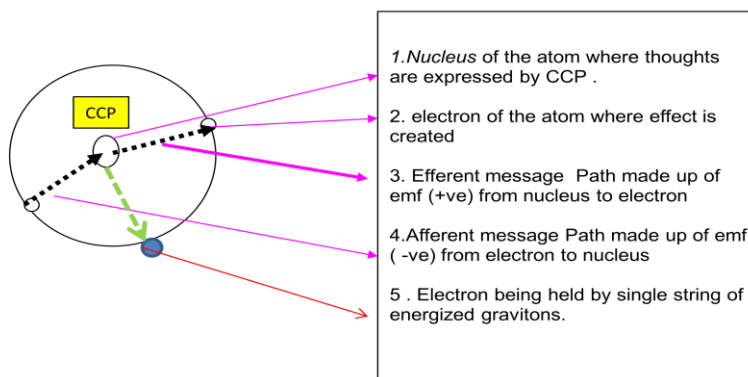 CCP
1.Nucleus of the atom where thoughts
are expressed by CCP .
2. electron of the atom where effect is
created
3. Efferent message Path made up of
emf (+ve) from nucleus to electron
4.Afferent message Path made up of emf
( -ve) from electron to nucleus
5 . Electron being held by single string of
energized gravitons.